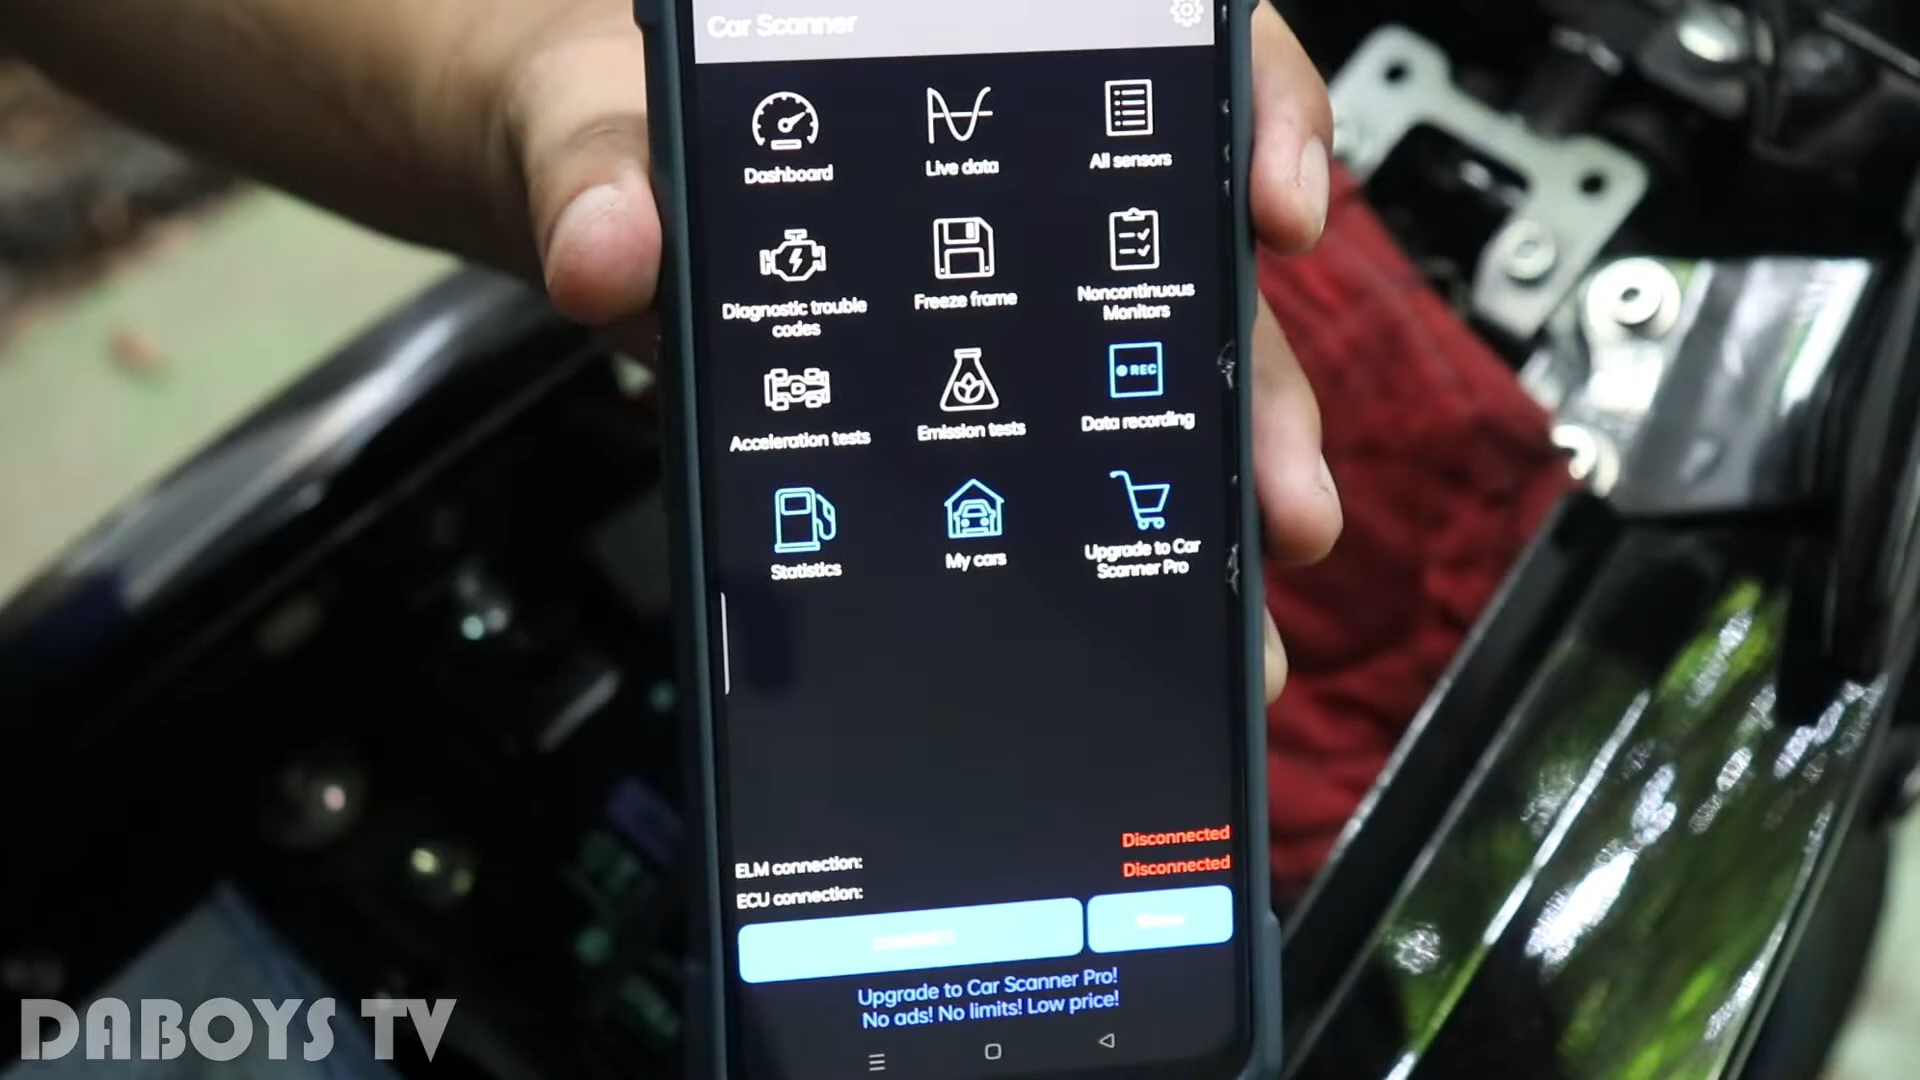 Car Scanner
Dashboard
Live data
All sensors
Diagnostic trouble
codes
Freeze frame
Noncontinuous
Monitors
Acceleration tests
Emission tests
REC
Data recording
Statistics
My cars
Upgrade to Car
Scanner Pro
ELM connection:
Disconnected
ECU connection:
Disconnected
Upgrade to Car Scanner Pro!
No ads! No limits! Low price!
DABOYS TV